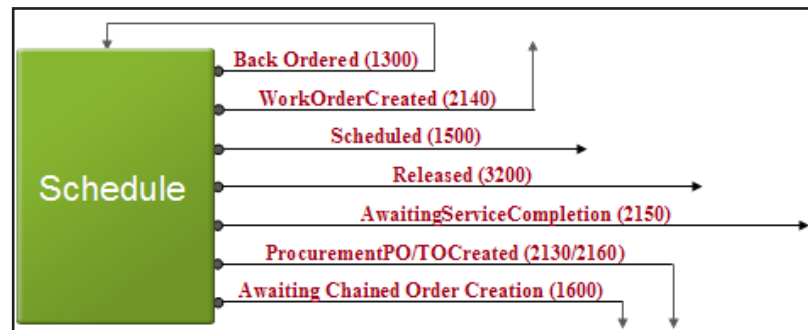 Back Ordered (1300)
WorkOrderCreated (2140)
Scheduled (1500)
Schedule
Released (3200)
AwaitingServiceCompletion (2150)
ProcurementPO/TOCreated (2130/2160)
Awaiting Chained Order Creation (1600)